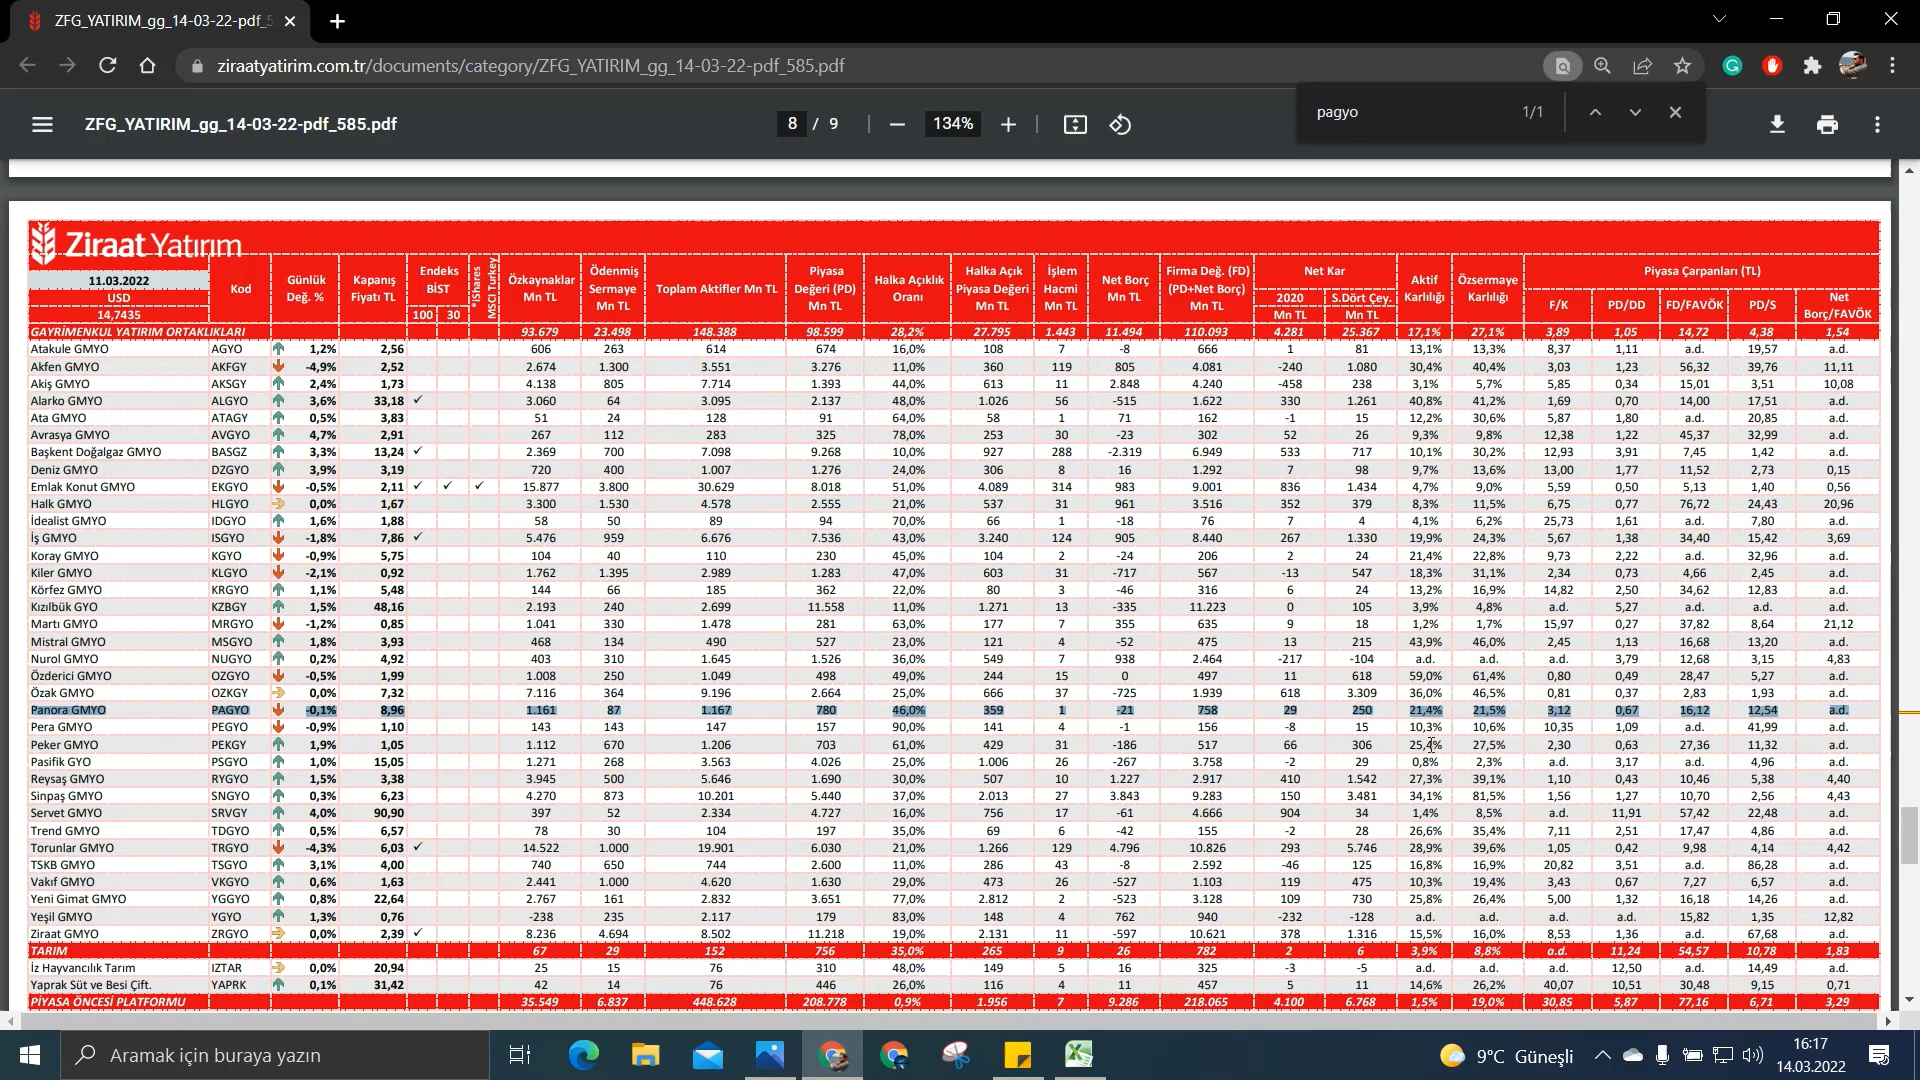 ZFG_YATIRIM_gg_14-03-22-pdf_5
ziraatyatirim.com.tr/documents/category/ZFG_YATIRIM_gg_14-03-22-pdf_585.pdf
pagyo 1/1
ZFG_YATIRIM_gg_14-03-22-pdf_585.pdf 8 / 9 134%
Ziraat Yatırım
11.03.2022 USD 14,7435 Kod Günlük Değ. % Kapanış Fiyatı TL Endeks BİST 100 30 *iShares MSCI Turkey Özkaynaklar Mn TL Ödenmiş Sermaye Mn TL Toplam Aktifler Mn TL Piyasa Değeri (PD) Mn TL Halka Açıklık Oranı Halka Açık Piyasa Değeri Mn TL İşlem Hacmi Mn TL Net Borç Mn TL Firma Değ. (FD) (PD+Net Borç) Mn TL Net Kar 2020 Mn TL S.Dört Çey. Mn TL Aktif Karlılığı Özsermaye Karlılığı Piyasa Çarpanları (TL) F/K PD/DD FD/FAVÖK PD/S Net Borç/FAVÖK
GAYRİMENKUL YATIRIM ORTAKLIKLARI 93.679 23.498 148.388 98.599 28,2% 27.795 1.443 11.494 110.093 4.281 25.367 17,1% 27,1% 3,89 1,05 14,72 4,38 1,54
Atakule GMYO AGYO 1,2% 2,56 606 263 614 674 16,0% 108 7 -8 666 1 81 13,1% 13,3% 8,37 1,11 a.d. 19,57 a.d.
Akfen GMYO AKFGY -4,9% 2,52 2.674 1.300 3.551 3.276 11,0% 360 119 805 4.081 -240 1.080 30,4% 40,4% 3,03 1,23 56,32 39,76 11,11
Akiş GMYO AKSGY 2,4% 1,73 4.138 805 7.714 1.393 44,0% 613 11 2.848 4.240 -458 238 3,1% 5,7% 5,85 0,34 15,01 3,51 10,08
Alarko GMYO ALGYO 3,6% 33,18 ✓ 3.060 64 3.095 2.137 48,0% 1.026 56 -515 1.622 330 1.261 40,8% 41,2% 1,69 0,70 14,00 17,51 a.d.
Ata GMYO ATAGY 0,5% 3,83 51 24 128 91 64,0% 58 1 71 162 -1 15 12,2% 30,6% 5,87 1,80 a.d. 20,85 a.d.
Avrasya GMYO AVGYO 4,7% 2,91 267 112 283 325 78,0% 253 30 -23 302 52 26 9,3% 9,8% 12,38 1,22 45,37 32,99 a.d.
Başkent Doğalgaz GMYO BASGZ 3,3% 13,24 ✓ 2.369 700 7.098 9.268 10,0% 927 288 -2.319 6.949 533 717 10,1% 30,2% 12,93 3,91 7,45 1,42 a.d.
Deniz GMYO DZGYO 3,9% 3,19 720 400 1.007 1.276 24,0% 306 8 16 1.292 7 98 9,7% 13,6% 13,00 1,77 11,52 2,73 0,15
Emlak Konut GMYO EKGYO -0,5% 2,11 ✓ ✓ ✓ 15.877 3.800 30.629 8.018 51,0% 4.089 314 983 9.001 836 1.434 4,7% 9,0% 5,59 0,50 5,13 1,40 0,56
Halk GMYO HLGYO 0,0% 1,67 3.300 1.530 4.578 2.555 21,0% 537 31 961 3.516 352 379 8,3% 11,5% 6,75 0,77 76,72 24,43 20,96
İdealist GMYO IDGYO 1,6% 1,88 58 50 89 94 70,0% 66 1 -18 76 7 4 4,1% 6,2% 25,73 1,61 a.d. 7,80 a.d.
İş GMYO ISGYO -1,8% 7,86 ✓ 5.476 959 6.676 7.536 43,0% 3.240 124 905 8.440 267 1.330 19,9% 24,3% 5,67 1,38 34,40 15,42 3,69
Koray GMYO KGYO -0,9% 5,75 104 40 110 230 45,0% 104 2 -24 206 2 24 21,4% 22,8% 9,73 2,22 a.d. 32,96 a.d.
Kiler GMYO KLGYO -2,1% 0,92 1.762 1.395 2.989 1.283 47,0% 603 31 -717 567 -13 547 18,3% 31,1% 2,34 0,73 4,66 2,45 a.d.
Körfez GMYO KRGYO 1,1% 5,48 144 66 185 362 22,0% 80 3 -46 316 6 24 13,2% 16,9% 14,82 2,50 34,62 12,83 a.d.
Kızılbük GYO KZBGY 1,5% 48,16 2.193 240 2.699 11.558 11,0% 1.271 13 -335 11.223 0 105 3,9% 4,8% a.d. 5,27 a.d. a.d. a.d.
Martı GMYO MRGYO -1,2% 0,85 1.041 330 1.478 281 63,0% 177 7 355 635 9 18 1,2% 1,7% 15,97 0,27 37,82 8,64 21,12
Mistral GMYO MSGYO 1,8% 3,93 468 134 490 527 23,0% 121 4 -52 475 13 215 43,9% 46,0% 2,45 1,13 16,68 13,20 a.d.
Nurol GMYO NUGYO 0,2% 4,92 403 310 1.645 1.526 36,0% 549 7 938 2.464 -217 -104 a.d. a.d. a.d. 3,79 12,68 3,15 4,83
Özderici GMYO OZGYO -0,5% 1,99 1.008 250 1.049 498 49,0% 244 15 0 497 11 618 59,0% 61,4% 0,80 0,49 28,47 5,27 a.d.
Özak GMYO OZKGY 0,0% 7,32 7.116 364 9.196 2.664 25,0% 666 37 -725 1.939 618 3.309 36,0% 46,5% 0,81 0,37 2,83 1,93 a.d.
Panora GMYO PAGYO -0,1% 8,96 1.161 87 1.167 780 46,0% 359 1 -21 758 29 250 21,4% 21,5% 3,12 0,67 16,12 12,54 a.d.
Pera GMYO PEGYO -0,9% 1,10 143 143 147 157 90,0% 141 4 -1 156 -8 15 10,3% 10,6% 10,35 1,09 a.d. 41,99 a.d.
Peker GMYO PEKGY 1,9% 1,05 1.112 670 1.206 703 61,0% 429 31 -186 517 66 306 25,4% 27,5% 2,30 0,63 27,36 11,32 a.d.
Pasifik GYO PSGYO 1,0% 15,05 1.271 268 3.563 4.026 25,0% 1.006 26 -267 3.758 -2 29 0,8% 2,3% a.d. 3,17 a.d. 4,96 a.d.
Reysaş GMYO RYGYO 1,5% 3,38 3.945 500 5.646 1.690 30,0% 507 10 1.227 2.917 410 1.542 27,3% 39,1% 1,10 0,43 10,46 5,38 4,40
Sinpaş GMYO SNGYO 0,3% 6,23 4.270 873 10.201 5.440 37,0% 2.013 27 3.843 9.283 150 3.481 34,1% 81,5% 1,56 1,27 10,70 2,56 4,43
Servet GMYO SRVGY 4,0% 90,90 397 52 2.334 4.727 16,0% 756 17 -61 4.666 904 34 1,4% 8,5% a.d. 11,91 57,42 22,48 a.d.
Trend GMYO TDGYO 0,5% 6,57 78 30 104 197 35,0% 69 6 -42 155 -2 28 26,6% 35,4% 7,11 2,51 17,47 4,86 a.d.
Torunlar GMYO TRGYO -4,3% 6,03 ✓ 14.522 1.000 19.901 6.030 21,0% 1.266 129 4.796 10.826 293 5.746 28,9% 39,6% 1,05 0,42 9,98 4,14 4,42
TSKB GMYO TSGYO 3,1% 4,00 740 650 744 2.600 11,0% 286 43 -8 2.592 -46 125 16,8% 16,9% 20,82 3,51 a.d. 86,28 a.d.
Vakıf GMYO VKGYO 0,6% 1,63 2.441 1.000 4.620 1.630 29,0% 473 26 -527 1.103 119 475 10,3% 19,4% 3,43 0,67 7,27 6,57 a.d.
Yeni Gimat GMYO YGGYO 0,8% 22,64 2.767 161 2.832 3.651 77,0% 2.812 2 -523 3.128 109 730 25,8% 26,4% 5,00 1,32 16,18 14,26 a.d.
Yeşil GMYO YGYO 1,3% 0,76 -238 235 2.117 179 83,0% 148 4 762 940 -232 -128 a.d. a.d. a.d. a.d. 15,82 1,35 12,82
Ziraat GMYO ZRGYO 0,0% 2,39 ✓ 8.236 4.694 8.502 11.218 19,0% 2.131 11 -597 10.621 378 1.316 15,5% 16,0% 8,53 1,36 a.d. 67,68 a.d.
TARIM 67 29 152 756 35,0% 265 9 26 782 2 6 3,9% 8,8% a.d. 11,24 54,57 10,78 1,83
İz Hayvancılık Tarım IZTAR 0,0% 20,94 25 15 76 310 48,0% 149 5 16 325 -3 -5 a.d. a.d. a.d. 12,50 a.d. 14,49 a.d.
Yaprak Süt ve Besi Çift. YAPRK 0,1% 31,42 42 14 76 446 26,0% 116 4 11 457 5 11 14,6% 26,2% 40,07 10,51 30,48 9,15 0,71
PİYASA ÖNCESİ PLATFORMU 35.549 6.837 448.628 208.778 0,9% 1.956 7 9.286 218.065 4.100 6.768 1,5% 19,0% 30,85 5,87 77,16 6,71 3,29
Aramak için buraya yazın 9°C Güneşli 16:17
14.03.2022